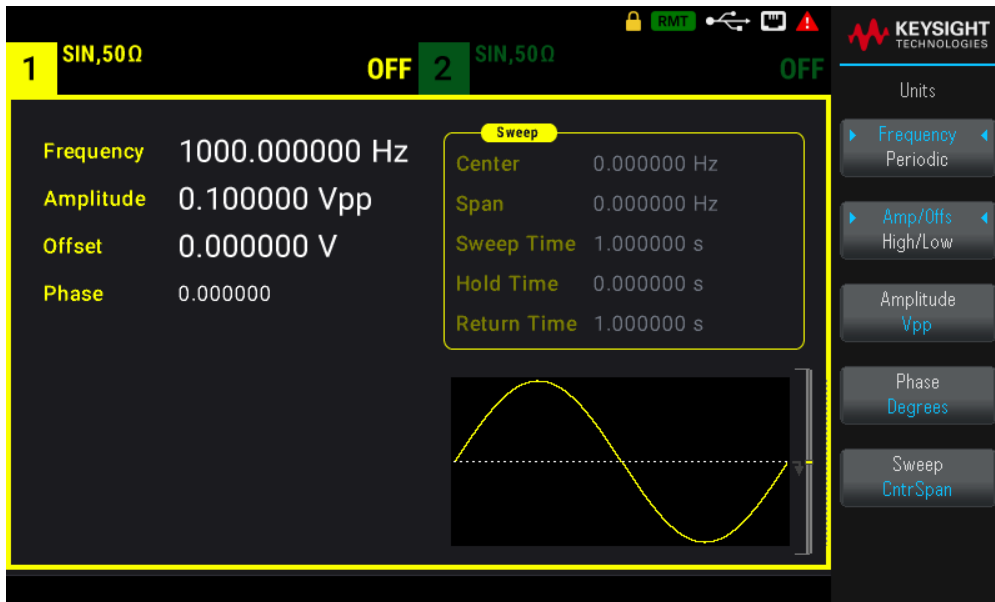 RMT
KEYSIGHT
TECHNOLOGIES
1 SIN,50Ω OFF
2 SIN,50Ω OFF
Units
Frequency 1000.000000 Hz
Amplitude 0.100000 Vpp
Offset 0.000000 V
Phase 0.000000
Sweep
Center 0.000000 Hz
Span 0.000000 Hz
Sweep Time 1.000000 s
Hold Time 0.000000 s
Return Time 1.000000 s
Frequency
Periodic
Amp/Offs
High/Low
Amplitude
Vpp
Phase
Degrees
Sweep
CntrSpan